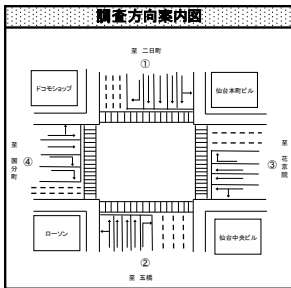 調査方向案内図
至 二日町
①
ドコモショップ
仙台本町ビル
至 国分町
④
至 花京院
③
ローソン
仙台中央ビル
②
至 五橋